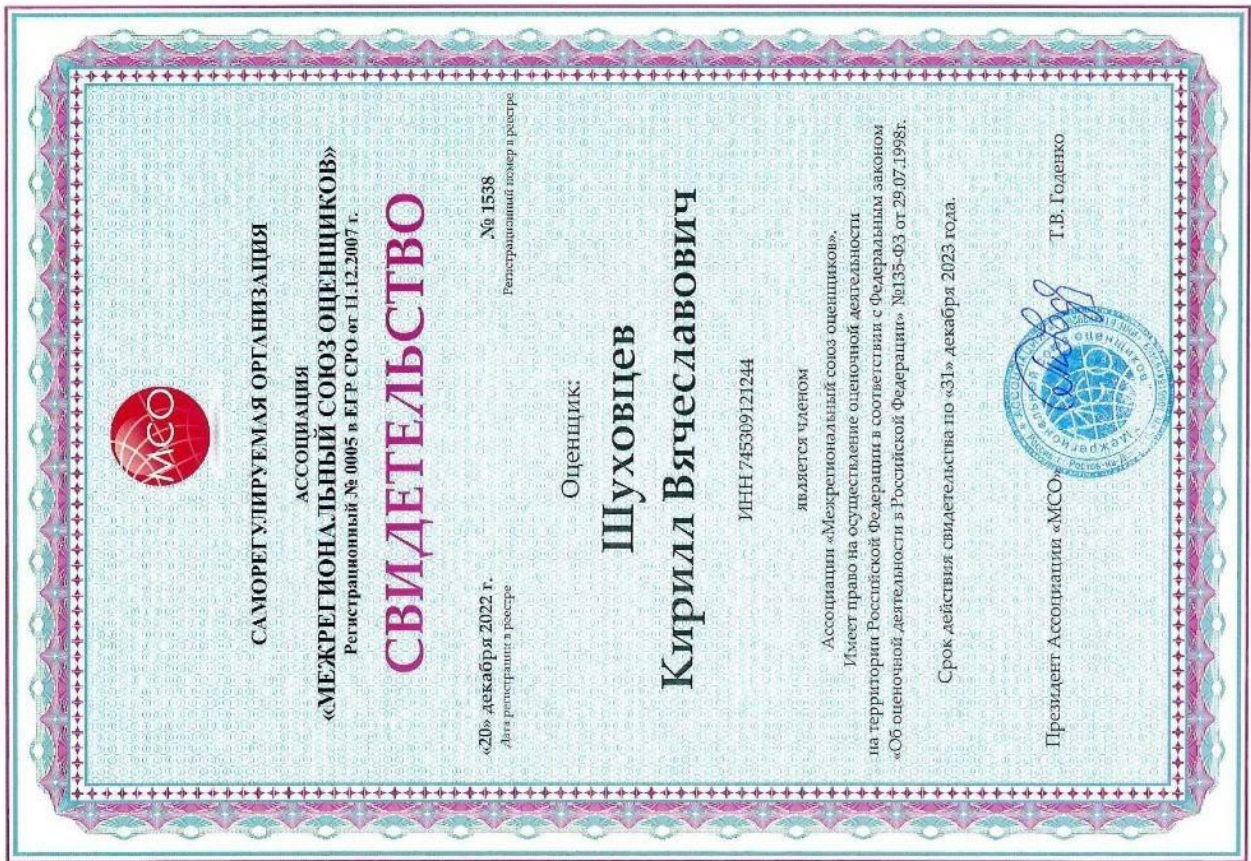 МСО
САМОРЕГУЛИРУЕМАЯ ОРГАНИЗАЦИЯ
АССОЦИАЦИЯ
«МЕЖРЕГИОНАЛЬНЫЙ СОЮЗ ОЦЕНЩИКОВ»
Регистрационный № 0005 в ЕГР СРО от 11.12.2007 г.
СВИДЕТЕЛЬСТВО
«20» декабря 2022 г. № 1538
Дата регистрации в реестре Регистрационный номер в реестре
Оценщик:
Шуховцев
Кирилл Вячеславович
ИНН 745309121244
является членом
Ассоциации «Межрегиональный союз оценщиков».
Имеет право на осуществление оценочной деятельности
на территории Российской Федерации в соответствии с Федеральным законом
«Об оценочной деятельности в Российской Федерации» №135-ФЗ от 29.07.1998г.
Срок действия свидетельства по «31» декабря 2023 года.
Президент Ассоциации «МСО» Т.В. Годенко